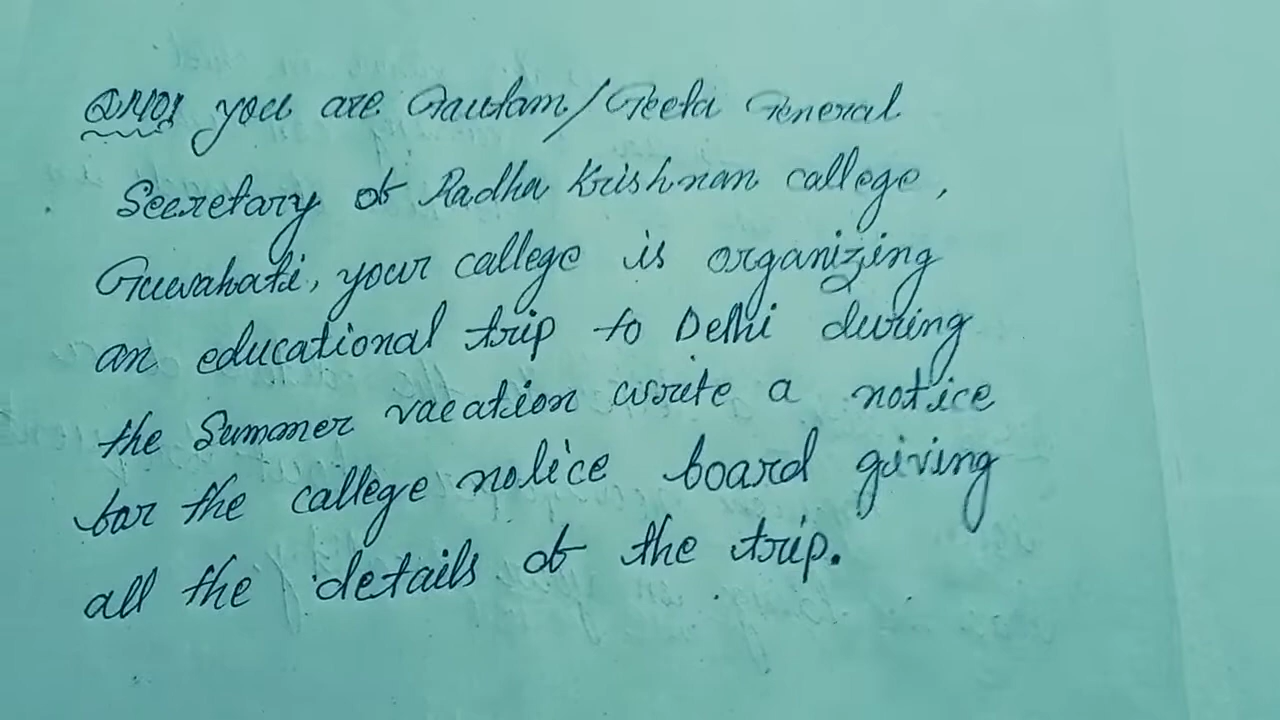 you are Gautam/Geeta General
Secretary of Radha Krishnan college,
Guwahati, your college is organizing
an educational trip to Delhi during
the Summer vacation write a notice
for the college notice board giving
all the details of the trip.